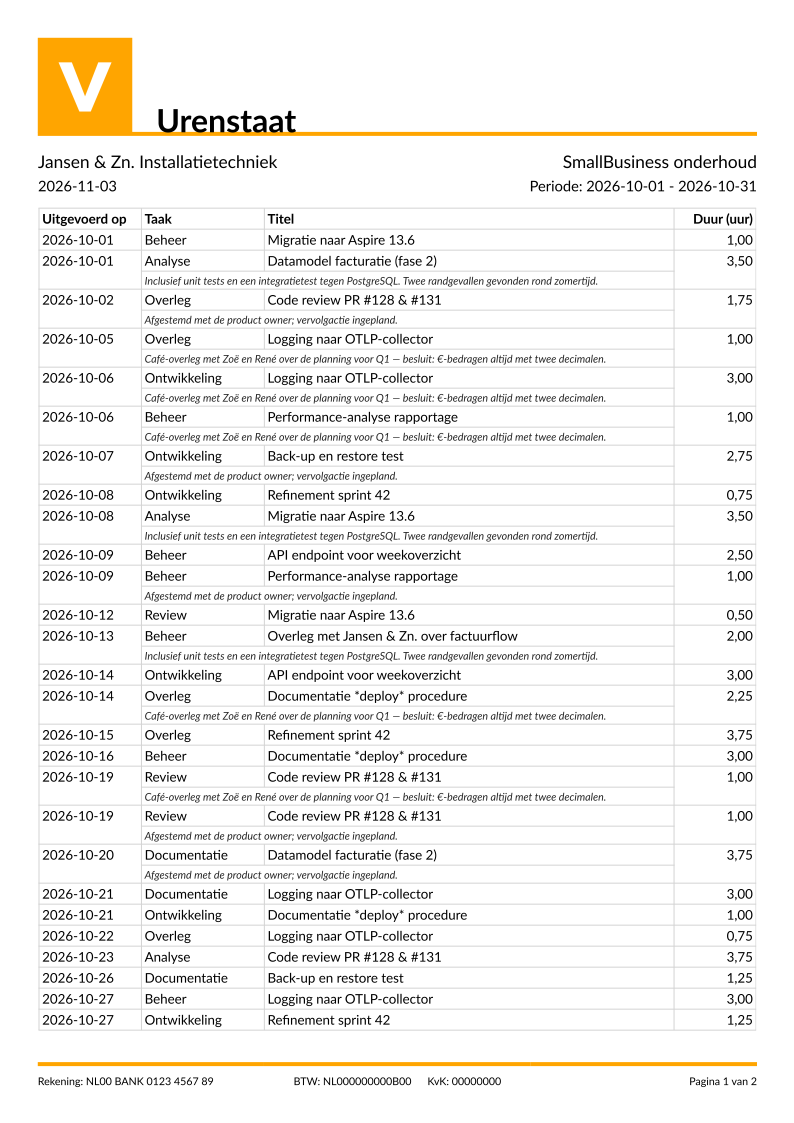 V
Urenstaat
Jansen & Zn. Installatietechniek SmallBusiness onderhoud
2026-11-03 Periode: 2026-10-01 - 2026-10-31
Uitgevoerd op Taak Titel Duur (uur)
2026-10-01 Beheer Migratie naar Aspire 13.6 1,00
2026-10-01 Analyse Datamodel facturatie (fase 2) 3,50
Inclusief unit tests en een integratietest tegen PostgreSQL. Twee randgevallen gevonden rond zomertijd.
2026-10-02 Overleg Code review PR #128 & #131 1,75
Afgestemd met de product owner; vervolgactie ingepland.
2026-10-05 Overleg Logging naar OTLP-collector 1,00
Café-overleg met Zoë en René over de planning voor Q1 — besluit: €-bedragen altijd met twee decimalen.
2026-10-06 Ontwikkeling Logging naar OTLP-collector 3,00
Café-overleg met Zoë en René over de planning voor Q1 — besluit: €-bedragen altijd met twee decimalen.
2026-10-06 Beheer Performance-analyse rapportage 1,00
Café-overleg met Zoë en René over de planning voor Q1 — besluit: €-bedragen altijd met twee decimalen.
2026-10-07 Ontwikkeling Back-up en restore test 2,75
Afgestemd met de product owner; vervolgactie ingepland.
2026-10-08 Ontwikkeling Refinement sprint 42 0,75
2026-10-08 Analyse Migratie naar Aspire 13.6 3,50
Inclusief unit tests en een integratietest tegen PostgreSQL. Twee randgevallen gevonden rond zomertijd.
2026-10-09 Beheer API endpoint voor weekoverzicht 2,50
2026-10-09 Beheer Performance-analyse rapportage 1,00
Afgestemd met de product owner; vervolgactie ingepland.
2026-10-12 Review Migratie naar Aspire 13.6 0,50
2026-10-13 Beheer Overleg met Jansen & Zn. over factuurflow 2,00
Inclusief unit tests en een integratietest tegen PostgreSQL. Twee randgevallen gevonden rond zomertijd.
2026-10-14 Ontwikkeling API endpoint voor weekoverzicht 3,00
2026-10-14 Overleg Documentatie *deploy* procedure 2,25
Café-overleg met Zoë en René over de planning voor Q1 — besluit: €-bedragen altijd met twee decimalen.
2026-10-15 Overleg Refinement sprint 42 3,75
2026-10-16 Beheer Documentatie *deploy* procedure 3,00
2026-10-19 Review Code review PR #128 & #131 1,00
Café-overleg met Zoë en René over de planning voor Q1 — besluit: €-bedragen altijd met twee decimalen.
2026-10-19 Review Code review PR #128 & #131 1,00
Afgestemd met de product owner; vervolgactie ingepland.
2026-10-20 Documentatie Datamodel facturatie (fase 2) 3,75
Afgestemd met de product owner; vervolgactie ingepland.
2026-10-21 Documentatie Logging naar OTLP-collector 3,00
2026-10-21 Ontwikkeling Documentatie *deploy* procedure 1,00
2026-10-22 Overleg Logging naar OTLP-collector 0,75
2026-10-23 Analyse Code review PR #128 & #131 3,75
2026-10-26 Documentatie Back-up en restore test 1,25
2026-10-27 Beheer Logging naar OTLP-collector 3,00
2026-10-27 Ontwikkeling Refinement sprint 42 1,25
Rekening: NL00 BANK 0123 4567 89 BTW: NL000000000B00 KvK: 00000000 Pagina 1 van 2